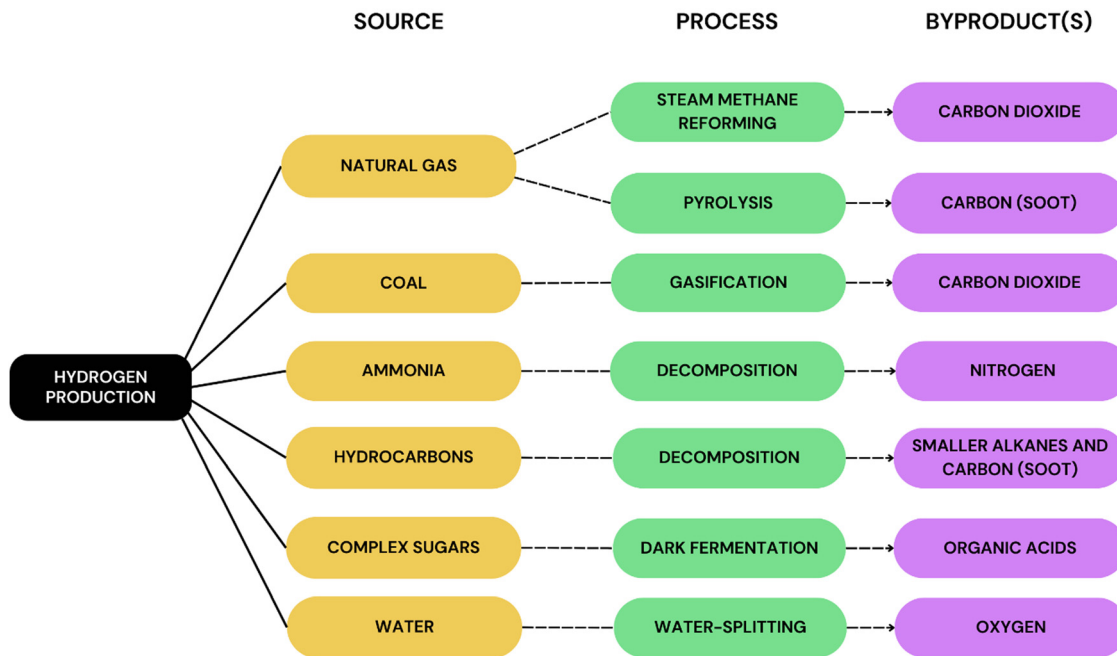 SOURCE
PROCESS
BYPRODUCT(S)
STEAM METHANE
REFORMING
CARBON DIOXIDE
NATURAL GAS
PYROLYSIS
CARBON (SOOT)
COAL
GASIFICATION
CARBON DIOXIDE
HYDROGEN
PRODUCTION
AMMONIA
DECOMPOSITION
NITROGEN
HYDROCARBONS
DECOMPOSITION
SMALLER ALKANES AND
CARBON (SOOT)
COMPLEX SUGARS
DARK FERMENTATION
ORGANIC ACIDS
WATER
WATER-SPLITTING
OXYGEN